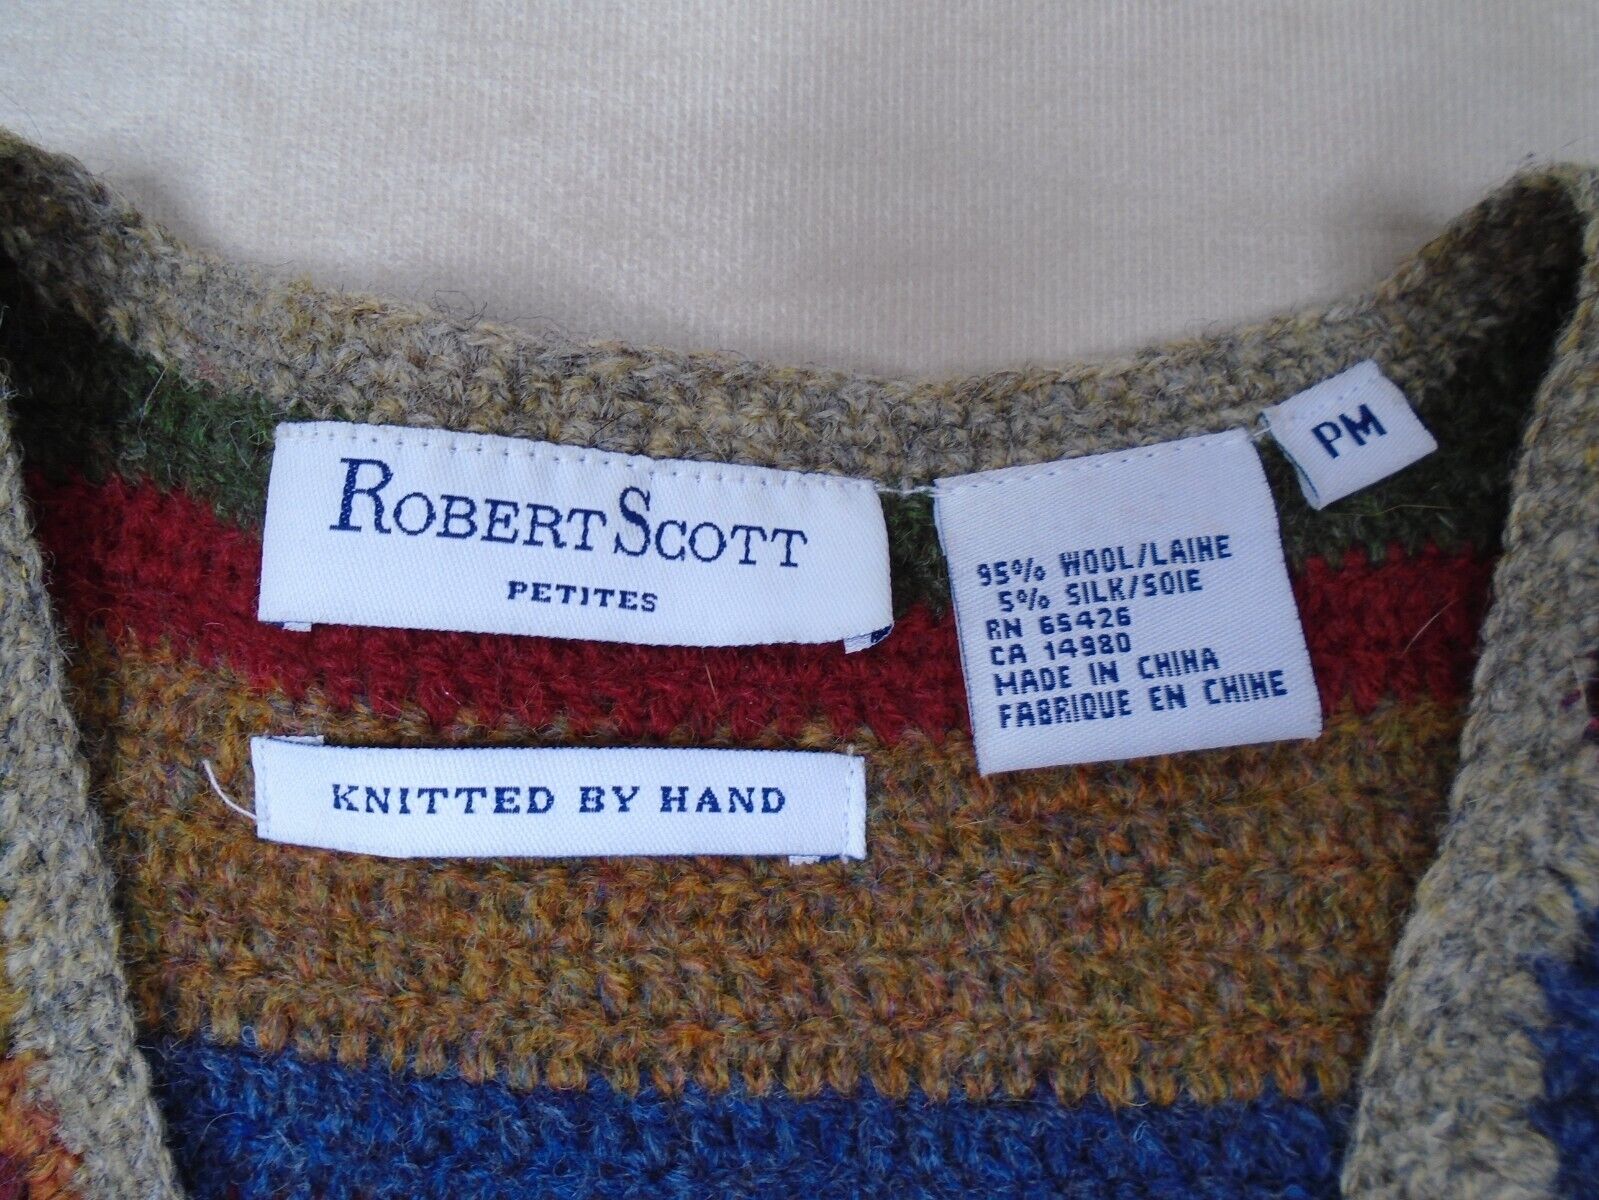 ROBERT SCOTT
PETITES
KNITTED BY HAND
95% WOOL/LAINE
5% SILK/SOIE
RN 65426
CA 14980
MADE IN CHINA
FABRIQUE EN CHINE
PM